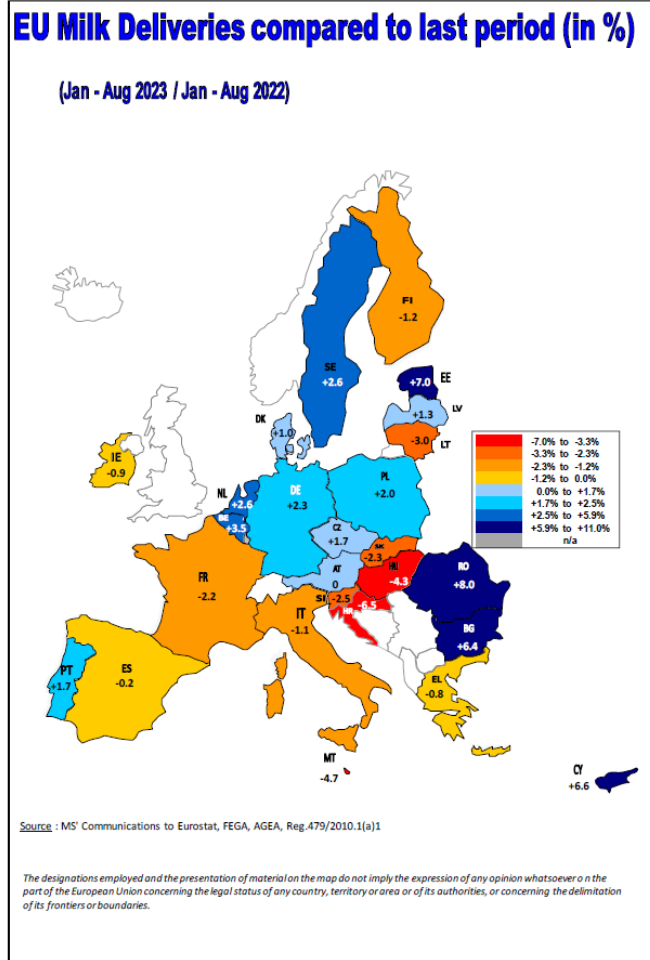 EU Milk Deliveries compared to last period (in %)
(Jan - Aug 2023 / Jan - Aug 2022)
FI
-1.2
SE
+2.6
+7.0 EE
DK
+1.0
+1.3 LV
-3.0
LT
IE
-0.9
NL
+2.6
BE
+3.5
DE
+2.3
PL
+2.0
CZ
+1.7
SK
-2.3
AT
0
HU
-4.3
RO
+8.0
FR
-2.2
SI -2.5
HR -6.5
IT
-1.1
BG
+6.4
PT
+1.7
ES
-0.2
EL
-0.8
MT
-4.7
CY
+6.6
-7.0% to -3.3%
-3.3% to -2.3%
-2.3% to -1.2%
-1.2% to 0.0%
0.0% to +1.7%
+1.7% to +2.5%
+2.5% to +5.9%
+5.9% to +11.0%
n/a
Source : MS' Communications to Eurostat, FEGA, AGEA, Reg.479/2010.1(a)1
The designations employed and the presentation of material on the map do not imply the expression of any opinion whatsoever o n the
part of the European Union concerning the legal status of any country, territory or area or of its authorities, or concerning the delimitation
of its frontiers or boundaries.